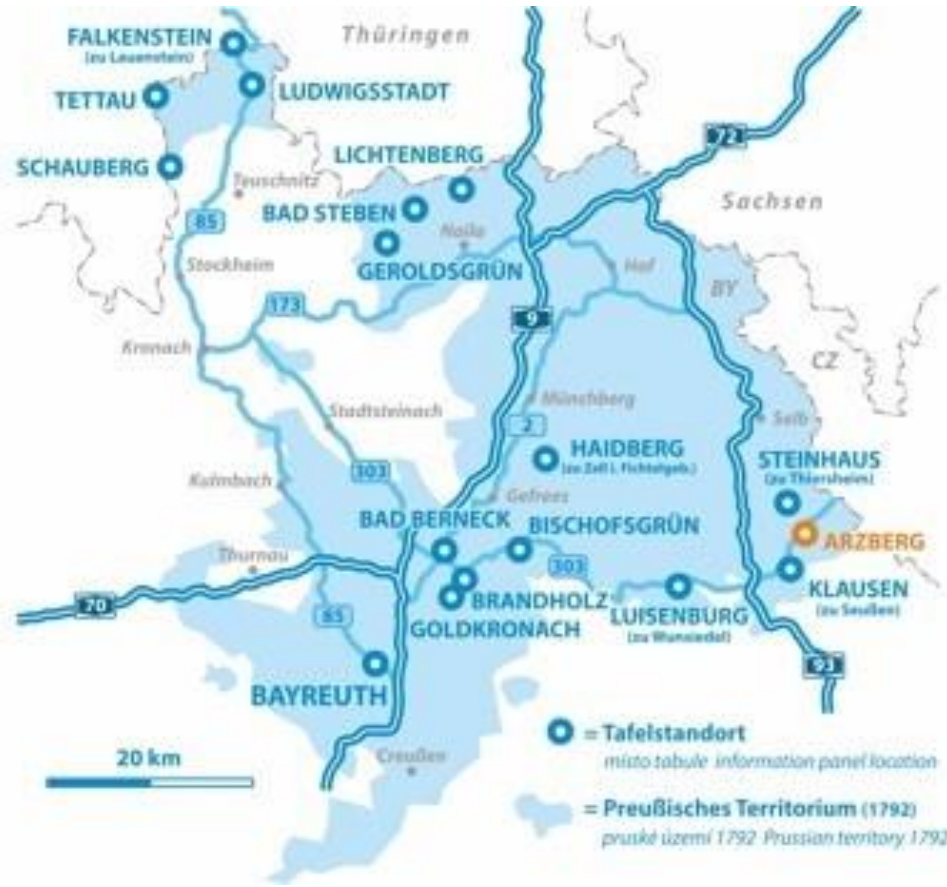 FALKENSTEIN
(zu Lauenstein)
Thüringen
TETTAU
LUDWIGSSTADT
72
SCHAUBERG
LICHTENBERG
Teuschnitz
BAD STEBEN
Sachsen
85
Naila
GEROLDSGRÜN
Stockheim
Hof
BY
173
9
Kronach
CZ
Münchberg
Stadtsteinach
2
Selb
HAIDBERG
(zu Zell i. Fichtelgeb.)
STEINHAUS
(zu Thiersheim)
303
Kulmbach
Gefrees
BAD BERNECK
BISCHOFSGRÜN
ARZBERG
Thurnau
303
KLAUSEN
(zu Seußen)
BRANDHOLZ
70
85
GOLDKRONACH
LUISENBURG
(zu Wunsiedel)
93
BAYREUTH
= Tafelstandort
místo tabule information panel location
Creußen
20 km
= Preußisches Territorium (1792)
pruské území 1792 Prussian territory 1792